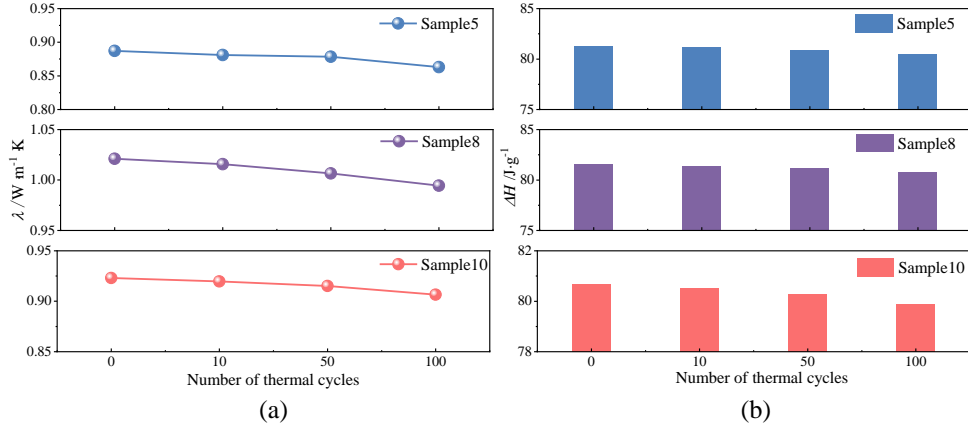 0.95
0.90
0.85
0.80
Sample5
1.05
1.00
0.95
Sample8
0.95
0.90
0.85
Sample10
λ /W m⁻¹ K
0 10 50 100
Number of thermal cycles
(a)
85
80
75
Sample5
85
80
75
Sample8
82
80
78
Sample10
ΔH /J·g⁻¹
0 10 50 100
Number of thermal cycles
(b)